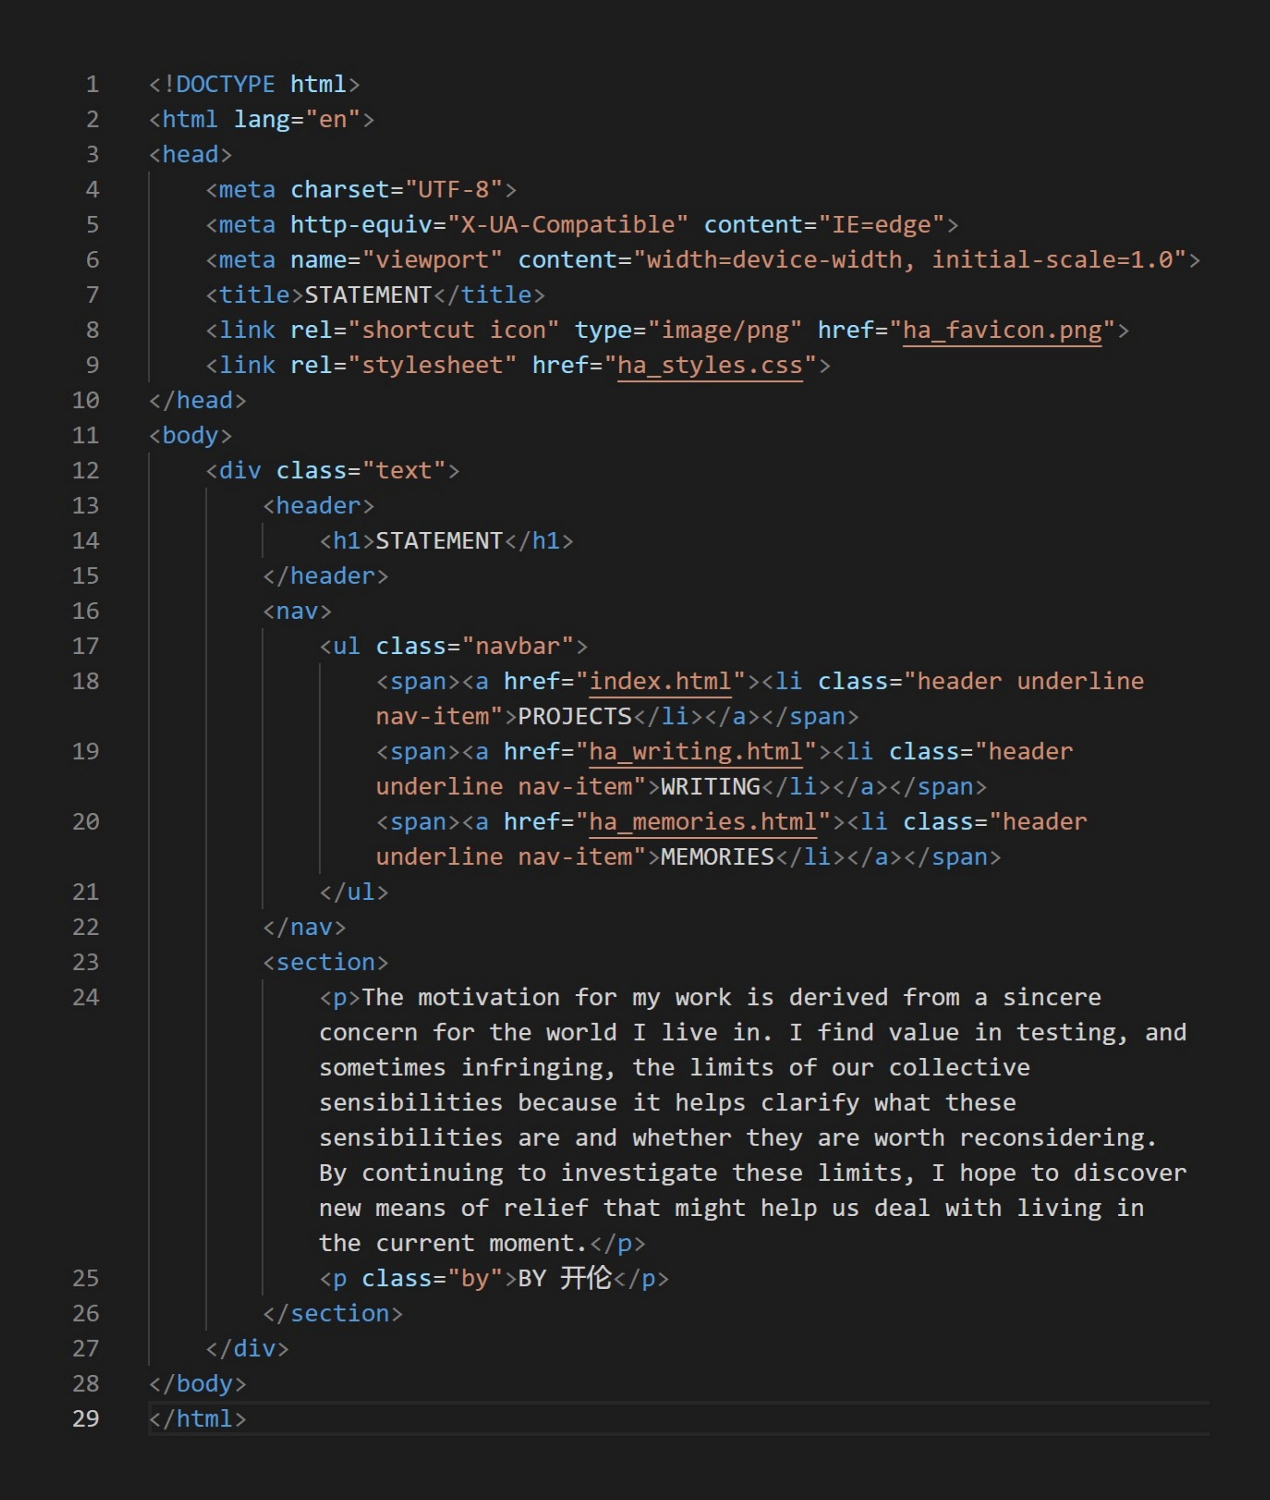 1 <!DOCTYPE html>
2 <html lang="en">
3 <head>
4 <meta charset="UTF-8">
5 <meta http-equiv="X-UA-Compatible" content="IE=edge">
6 <meta name="viewport" content="width=device-width, initial-scale=1.0">
7 <title>STATEMENT</title>
8 <link rel="shortcut icon" type="image/png" href="ha_favicon.png">
9 <link rel="stylesheet" href="ha_styles.css">
10 </head>
11 <body>
12 <div class="text">
13 <header>
14 <h1>STATEMENT</h1>
15 </header>
16 <nav>
17 <ul class="navbar">
18 <span><a href="index.html"><li class="header underline
nav-item">PROJECTS</li></a></span>
19 <span><a href="ha_writing.html"><li class="header
underline nav-item">WRITING</li></a></span>
20 <span><a href="ha_memories.html"><li class="header
underline nav-item">MEMORIES</li></a></span>
21 </ul>
22 </nav>
23 <section>
24 <p>The motivation for my work is derived from a sincere
concern for the world I live in. I find value in testing, and
sometimes infringing, the limits of our collective
sensibilities because it helps clarify what these
sensibilities are and whether they are worth reconsidering.
By continuing to investigate these limits, I hope to discover
new means of relief that might help us deal with living in
the current moment.</p>
25 <p class="by">BY 开伦</p>
26 </section>
27 </div>
28 </body>
29 </html>